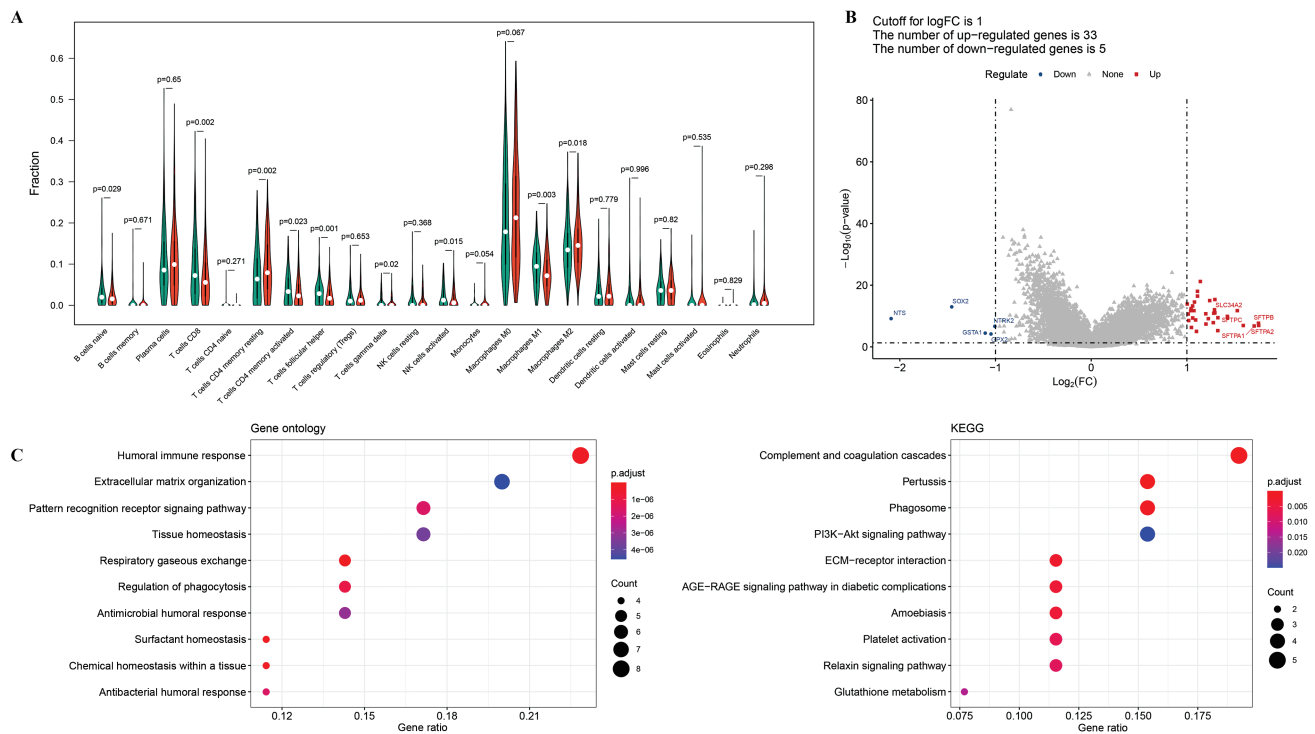 A
Fraction
0.6
0.5
0.4
0.3
0.2
0.1
0.0
p=0.029
p=0.671
p=0.65
p=0.002
p=0.271
p=0.002
p=0.023
p=0.001
p=0.653
p=0.02
p=0.368
p=0.015
p=0.054
p=0.067
p=0.003
p=0.018
p=0.779
p=0.996
p=0.82
p=0.535
p=0.829
p=0.298
B cells naive
B cells memory
Plasma cells
T cells CD8
T cells CD4 naive
T cells CD4 memory resting
T cells CD4 memory activated
T cells follicular helper
T cells regulatory (Tregs)
T cells gamma delta
NK cells resting
NK cells activated
Monocytes
Macrophages M0
Macrophages M1
Macrophages M2
Dendritic cells resting
Dendritic cells activated
Mast cells resting
Mast cells activated
Eosinophils
Neutrophils
B
Cutoff for logFC is 1
The number of up−regulated genes is 33
The number of down−regulated genes is 5
Regulate Down None Up
−Log10(p−value)
80
60
40
20
0
NTS
SOX2
GSTA1
NTRK2
GPX2
SLC34A2
SFTPC
SFTPB
SFTPA2
SFTPA1
−2 −1 0 1
Log2(FC)
C
Gene ontology
Humoral immune response
Extracellular matrix organization
Pattern recognition receptor signaing pathway
Tissue homeostasis
Respiratory gaseous exchange
Regulation of phagocytosis
Antimicrobial humoral response
Surfactant homeostasis
Chemical homeostasis within a tissue
Antibacterial humoral response
0.12 0.15 0.18 0.21
Gene ratio
p.adjust
1e−06
2e−06
3e−06
4e−06
Count
4
5
6
7
8
KEGG
Complement and coagulation cascades
Pertussis
Phagosome
PI3K−Akt signaling pathway
ECM−receptor interaction
AGE−RAGE signaling pathway in diabetic complications
Amoebiasis
Platelet activation
Relaxin signaling pathway
Glutathione metabolism
0.075 0.100 0.125 0.150 0.175
Gene ratio
p.adjust
0.005
0.010
0.015
0.020
Count
2
3
4
5